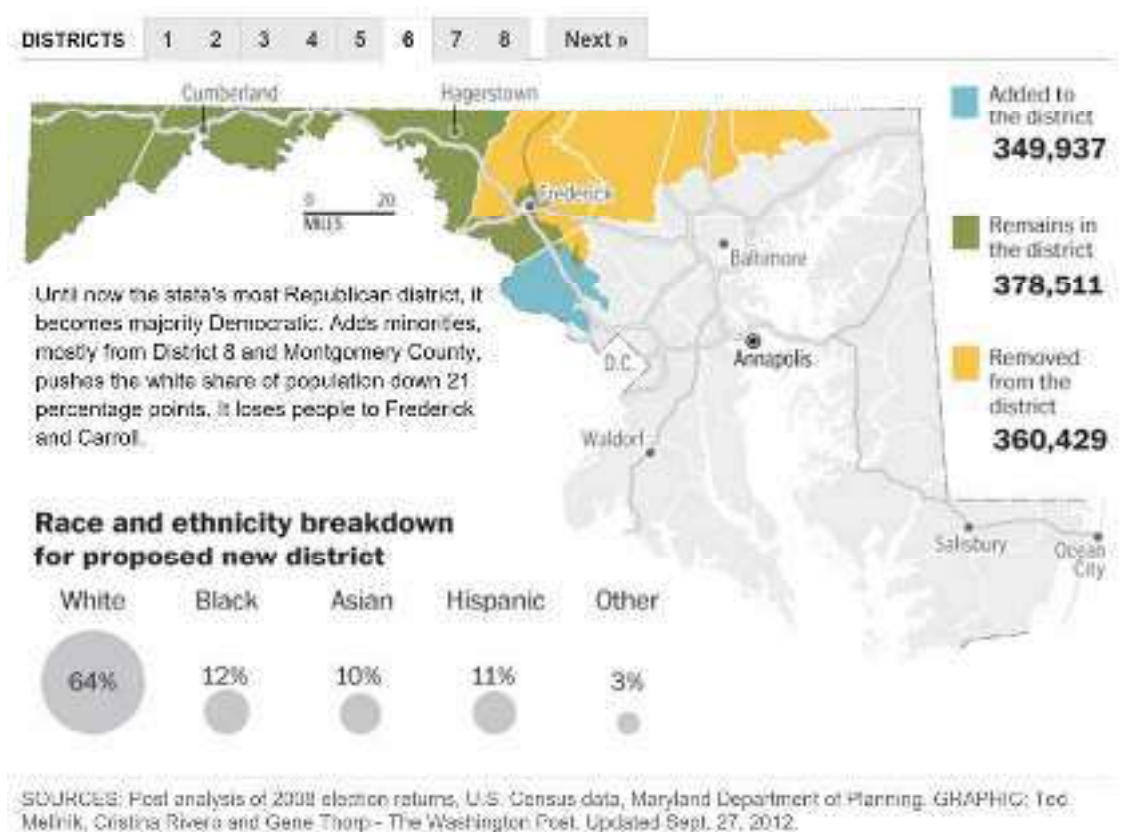 DISTRICTS 1 2 3 4 5 6 7 8 Next »
Cumberland
Hagerstown
Added to
the district
349,937
0 20
MILES
Frederick
Baltimore
Remains in
the district
378,511
Until now the state's most Republican district, it
becomes majority Democratic. Adds minorities,
mostly from District 8 and Montgomery County,
pushes the white share of population down 21
percentage points. It loses people to Frederick
and Carroll.
D.C.
Annapolis
Removed
from the
district
360,429
Waldorf
Salisbury
Ocean
City
Race and ethnicity breakdown
for proposed new district
White Black Asian Hispanic Other
64% 12% 10% 11% 3%
SOURCES: Post analysis of 2008 election returns, U.S. Census data, Maryland Department of Planning. GRAPHIC: Ted
Mellnik, Cristina Rivero and Gene Thorp - The Washington Post. Updated Sept. 27, 2012.